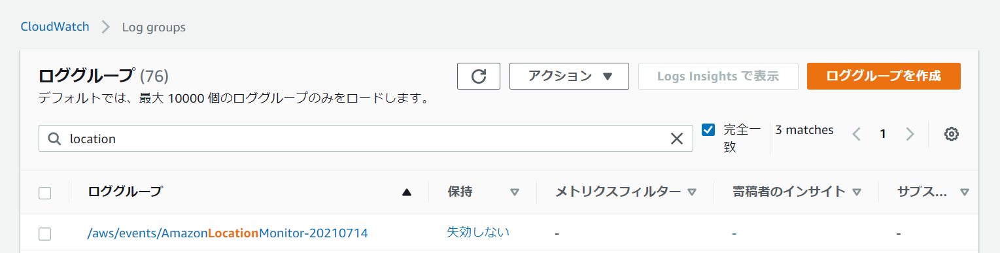 CloudWatch
Log groups
ロググループ (76)
アクション
Logs Insights で表示
ロググループを作成
デフォルトでは、最大 10000 個のロググループのみをロードします。
location
完全一
致
3 matches
1
ロググループ
保持
メトリクスフィルター
寄稿者のインサイト
サブス...
/aws/events/AmazonLocationMonitor-20210714
失効しない
-
-
-